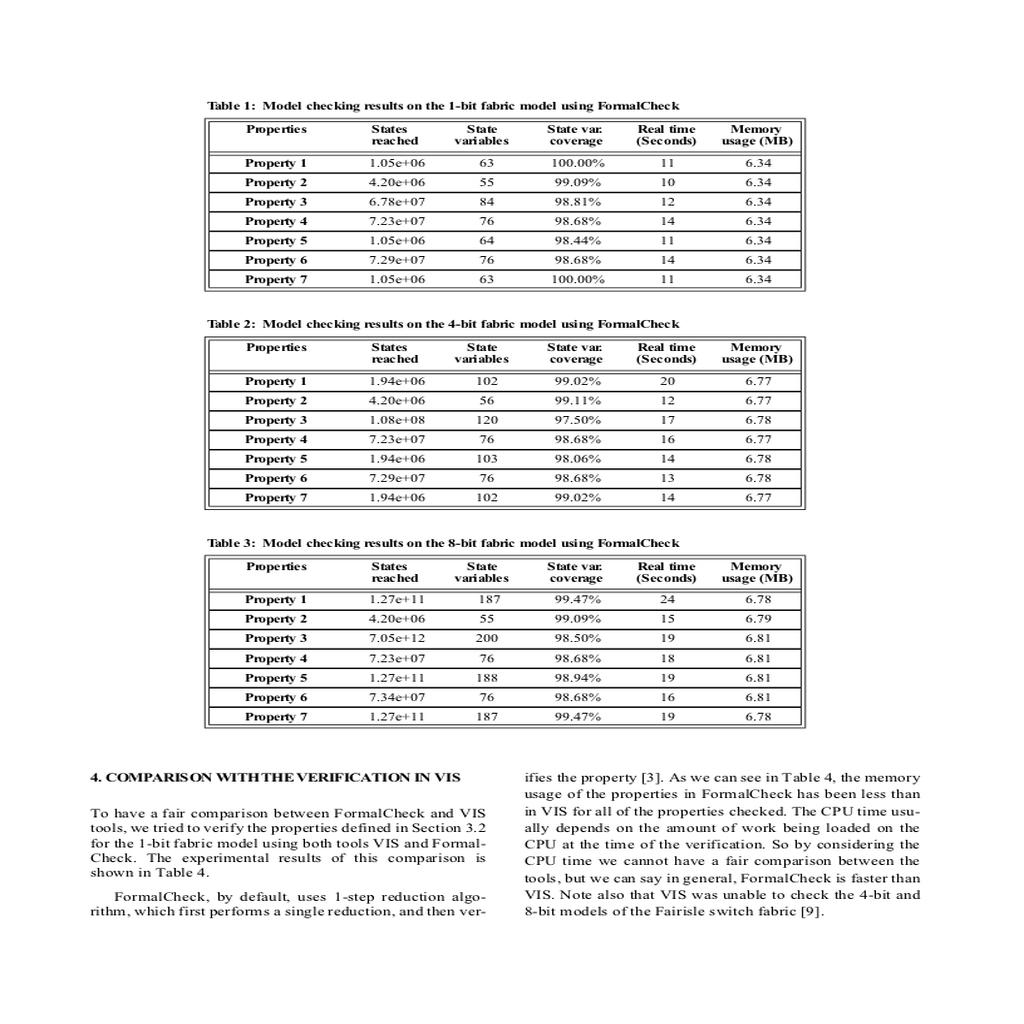 Table 1: Model checking results on the 1-bit fabric model using FormalCheck
Properties States reached State variables State var. coverage Real time (Seconds) Memory usage (MB)
Property 1 1.05e+06 63 100.00% 11 6.34
Property 2 4.20e+06 55 99.09% 10 6.34
Property 3 6.78e+07 84 98.81% 12 6.34
Property 4 7.23e+07 76 98.68% 14 6.34
Property 5 1.05e+06 64 98.44% 11 6.34
Property 6 7.29e+07 76 98.68% 14 6.34
Property 7 1.05e+06 63 100.00% 11 6.34
Table 2: Model checking results on the 4-bit fabric model using FormalCheck
Properties States reached State variables State var. coverage Real time (Seconds) Memory usage (MB)
Property 1 1.94e+06 102 99.02% 20 6.77
Property 2 4.20e+06 56 99.11% 12 6.77
Property 3 1.08e+08 120 97.50% 17 6.78
Property 4 7.23e+07 76 98.68% 16 6.77
Property 5 1.94e+06 103 98.06% 14 6.78
Property 6 7.29e+07 76 98.68% 13 6.78
Property 7 1.94e+06 102 99.02% 14 6.77
Table 3: Model checking results on the 8-bit fabric model using FormalCheck
Properties States reached State variables State var. coverage Real time (Seconds) Memory usage (MB)
Property 1 1.27e+11 187 99.47% 24 6.78
Property 2 4.20e+06 55 99.09% 15 6.79
Property 3 7.05e+12 200 98.50% 19 6.81
Property 4 7.23e+07 76 98.68% 18 6.81
Property 5 1.27e+11 188 98.94% 19 6.81
Property 6 7.34e+07 76 98.68% 16 6.81
Property 7 1.27e+11 187 99.47% 19 6.78
4. COMPARISON WITH THE VERIFICATION IN VIS
To have a fair comparison between FormalCheck and VIS
tools, we tried to verify the properties defined in Section 3.2
for the 1-bit fabric model using both tools VIS and Formal-
Check. The experimental results of this comparison is
shown in Table 4.
FormalCheck, by default, uses 1-step reduction algo-
rithm, which first performs a single reduction, and then ver-
ifies the property [3]. As we can see in Table 4, the memory
usage of the properties in FormalCheck has been less than
in VIS for all of the properties checked. The CPU time usu-
ally depends on the amount of work being loaded on the
CPU at the time of the verification. So by considering the
CPU time we cannot have a fair comparison between the
tools, but we can say in general, FormalCheck is faster than
VIS. Note also that VIS was unable to check the 4-bit and
8-bit models of the Fairisle switch fabric [9].